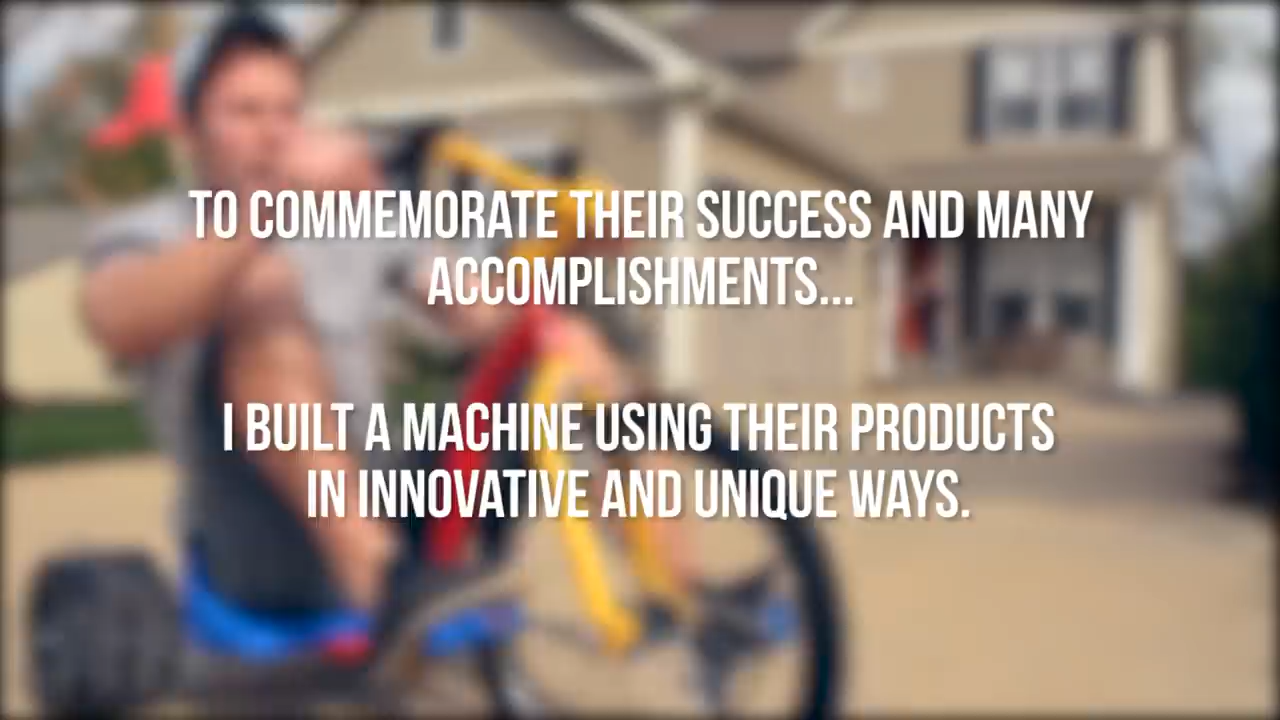 TO COMMEMORATE THEIR SUCCESS AND MANY
ACCOMPLISHMENTS...
I BUILT A MACHINE USING THEIR PRODUCTS
IN INNOVATIVE AND UNIQUE WAYS.